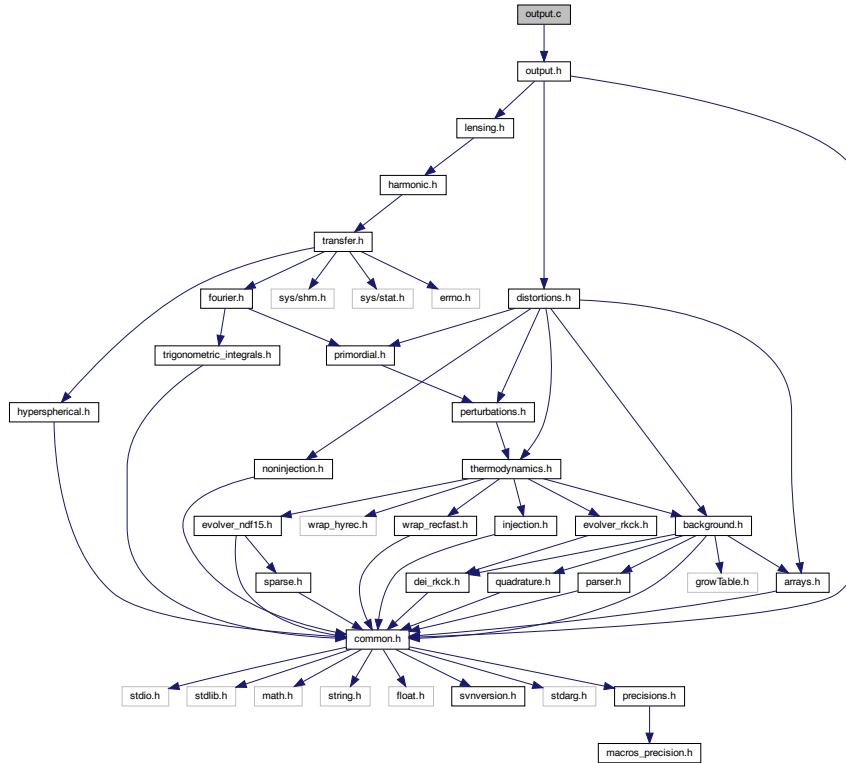 output.c
output.h
lensing.h
harmonic.h
transfer.h
fourier.h
sys/shm.h
sys/stat.h
errno.h
distortions.h
trigonometric_integrals.h
primordial.h
hyperspherical.h
perturbations.h
noninjection.h
thermodynamics.h
evolver_ndf15.h
wrap_hyrec.h
wrap_recfast.h
injection.h
evolver_rkck.h
background.h
sparse.h
dei_rkck.h
quadrature.h
parser.h
growTable.h
arrays.h
common.h
stdio.h
stdlib.h
math.h
string.h
float.h
svnversion.h
stdarg.h
precisions.h
macros_precision.h